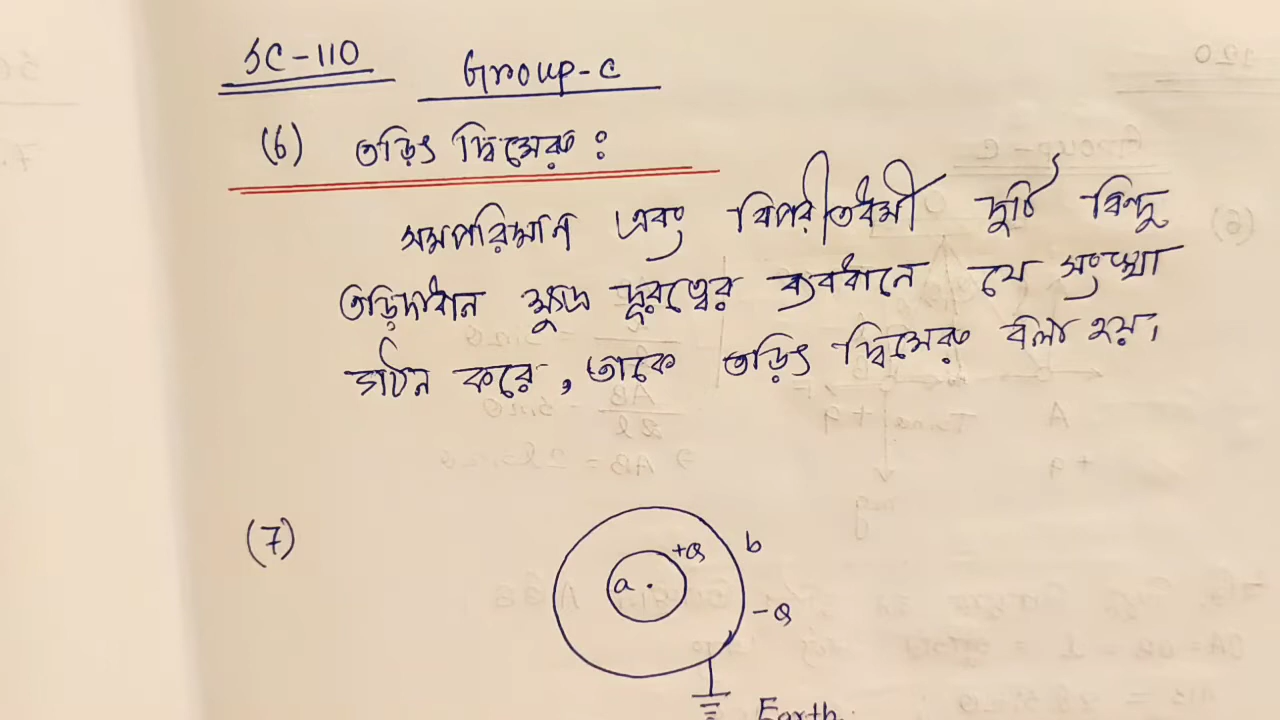 SC-110
Group-C
(6) তড়িৎ দ্বিমেরু :
সমপরিমান এবং বিপরীতধর্মী দুটি বিন্দু
তড়িদাধান ক্ষুদ্র দূরত্বের ব্যবধানে যে সংস্থা
গঠন করে, তাকে তড়িৎ দ্বিমেরু বলা হয়।
(7)
+Q
b
a
-Q
Earth.